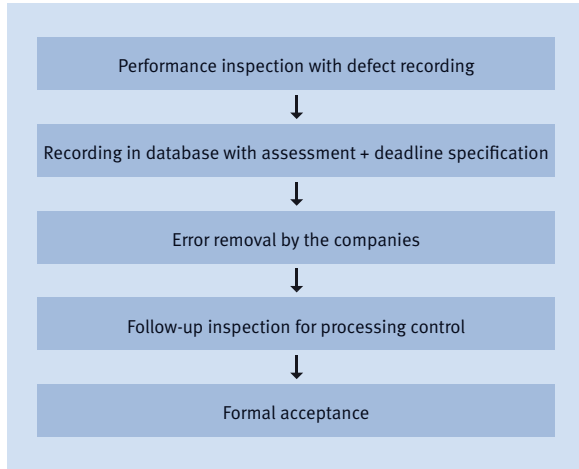 Performance inspection with defect recording
Recording in database with assessment + deadline specification
Error removal by the companies
Follow-up inspection for processing control
Formal acceptance